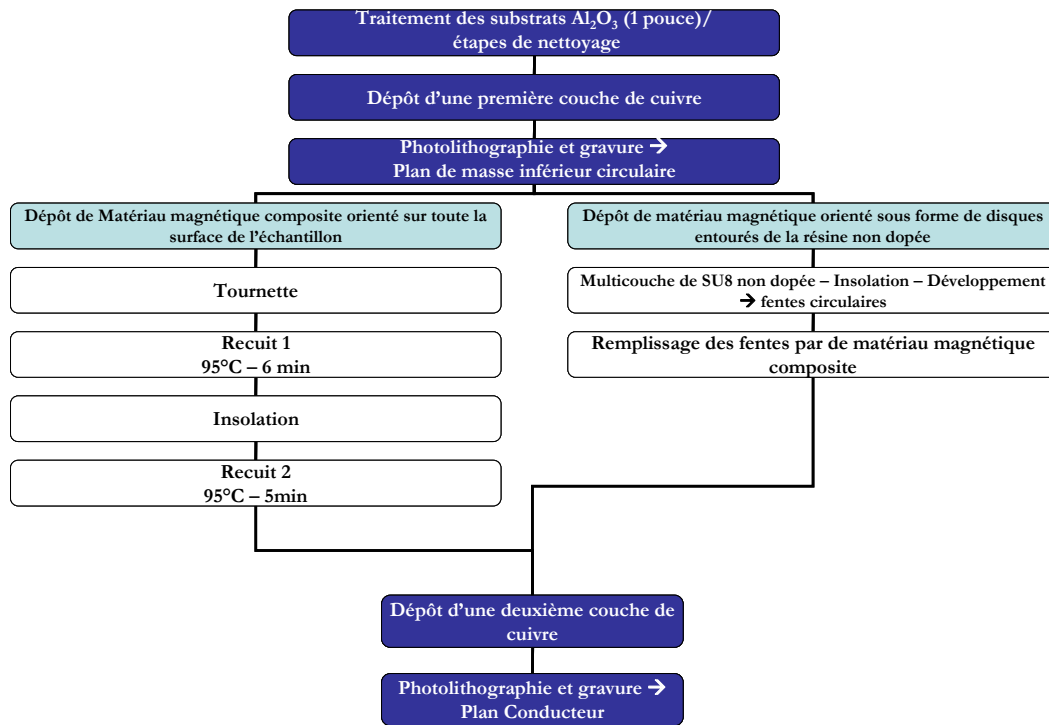 Traitement des substrats Al₂O₃ (1 pouce)/
étapes de nettoyage
Dépôt d'une première couche de cuivre
Photolithographie et gravure →
Plan de masse inférieur circulaire
Dépôt de Matériau magnétique composite orienté sur toute la
surface de l'échantillon
Tournette
Recuit 1
95°C – 6 min
Insolation
Recuit 2
95°C – 5min
Dépôt de matériau magnétique orienté sous forme de disques
entourés de la résine non dopée
Multicouche de SU8 non dopée – Insolation – Développement
→ fentes circulaires
Remplissage des fentes par de matériau magnétique
composite
Dépôt d'une deuxième couche de
cuivre
Photolithographie et gravure →
Plan Conducteur